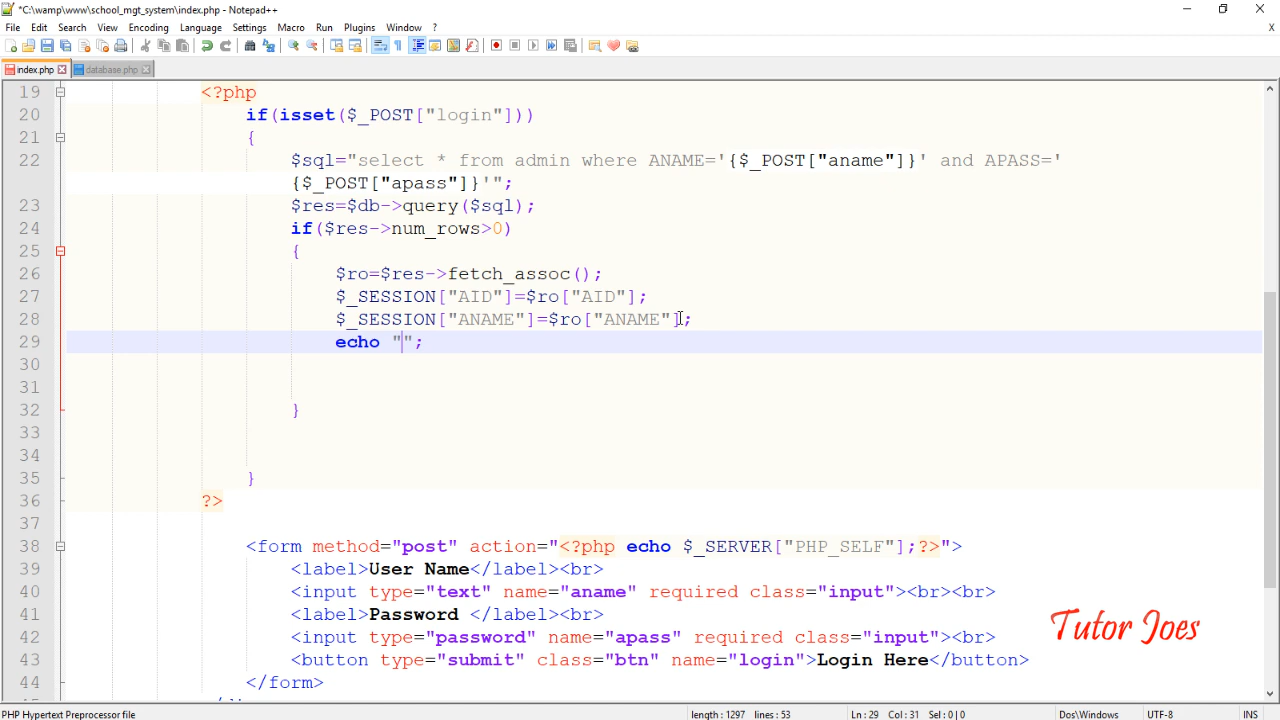 *C:\wamp\www\school_mgt_system\index.php - Notepad++
File Edit Search View Encoding Language Settings Macro Run Plugins Window ?
index.php database.php
19 <?php
20 if(isset($_POST["login"]))
21 {
22 $sql="select * from admin where ANAME='{$_POST["aname"]}' and APASS='
{$_POST["apass"]}'";
23 $res=$db->query($sql);
24 if($res->num_rows>0)
25 {
26 $ro=$res->fetch_assoc();
27 $_SESSION["AID"]=$ro["AID"];
28 $_SESSION["ANAME"]=$ro["ANAME"];
29 echo "";
30
31
32 }
33
34
35 }
36 ?>
37
38 <form method="post" action="<?php echo $_SERVER["PHP_SELF"];?>">
39 <label>User Name</label><br>
40 <input type="text" name="aname" required class="input"><br><br>
41 <label>Password </label><br>
42 <input type="password" name="apass" required class="input"><br>
43 <button type="submit" class="btn" name="login">Login Here</button>
44 </form>
Tutor Joes
PHP Hypertext Preprocessor file length : 1297 lines : 53 Ln : 29 Col : 31 Sel : 0 | 0 Dos\Windows UTF-8 INS